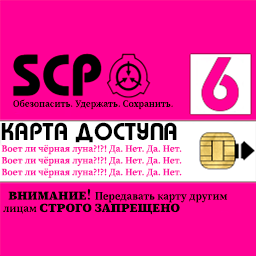 SCP
6
Обезопасить. Удержать. Сохранить.
КАРТА ДОСТУПА
Воет ли чёрная луна?!?! Да. Нет. Да. Нет.
Воет ли чёрная луна?!?! Да. Нет. Да. Нет.
Воет ли чёрная луна?!?! Да. Нет. Да. Нет.
ВНИМАНИЕ! Передавать карту другим
лицам СТРОГО ЗАПРЕЩЕНО